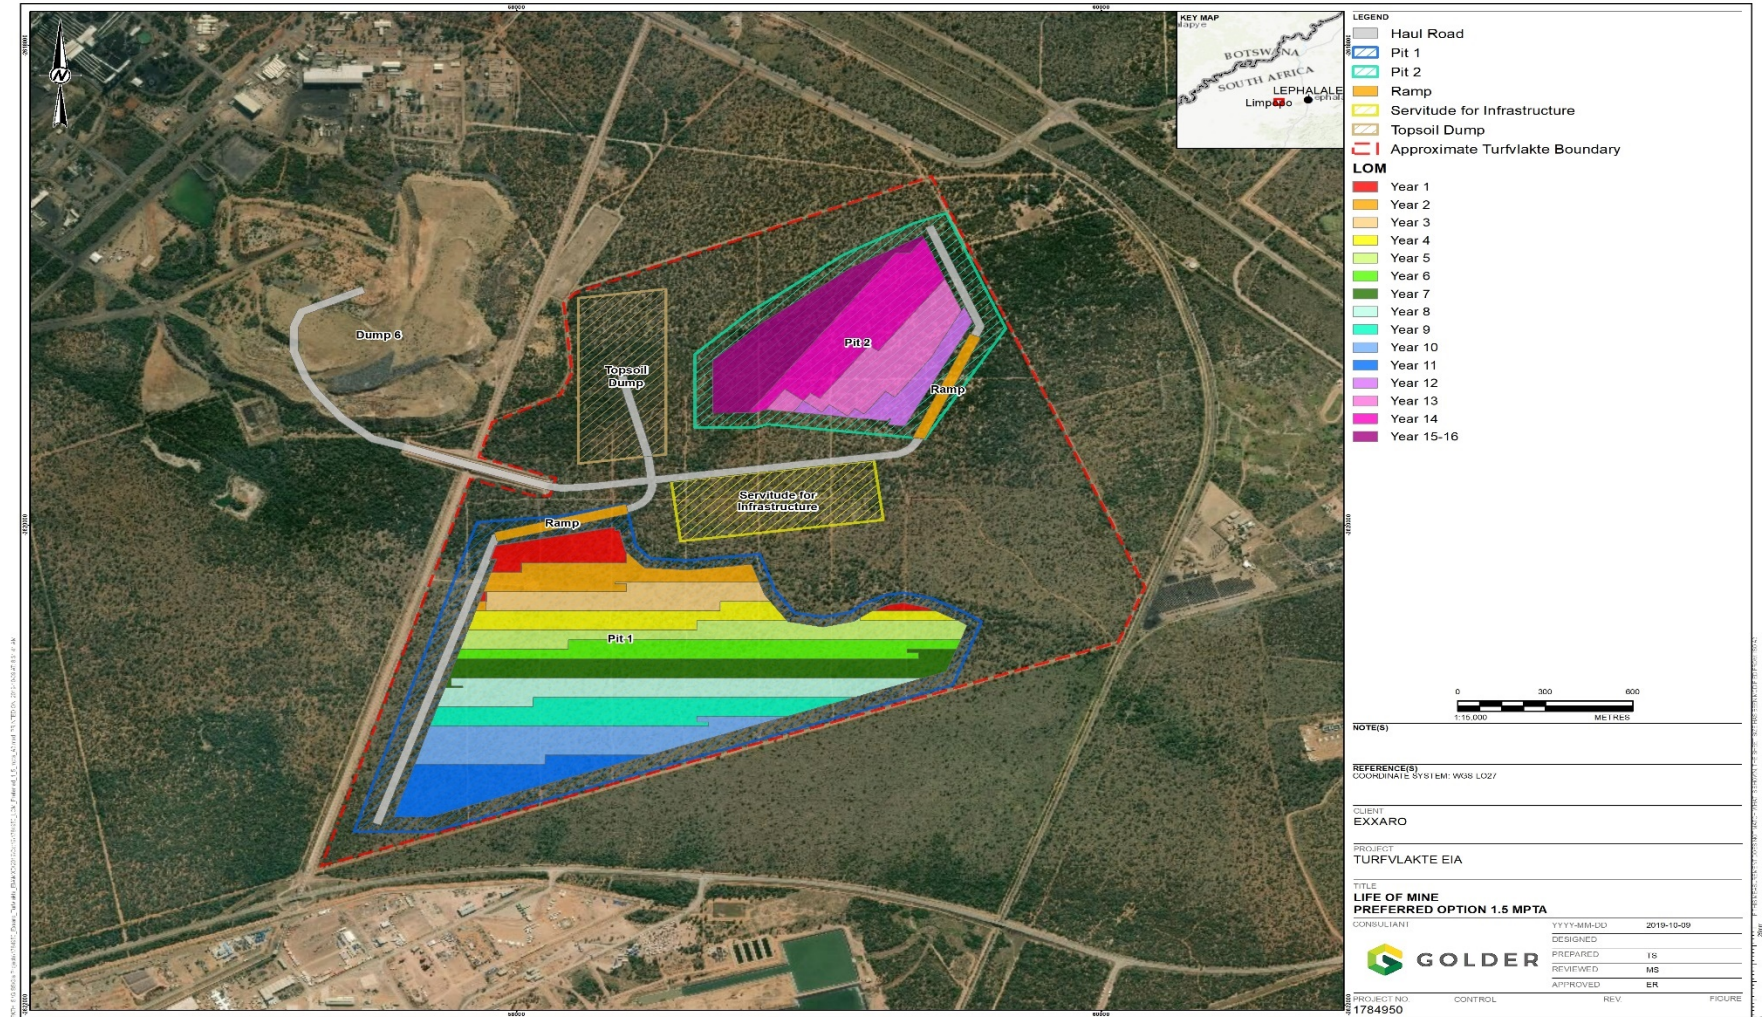 KEY MAP
BOTSWANA
SOUTH AFRICA
LEPHALALE
Limpopo
N
Dump 6
Topsoil
Dump
Pit 2
Ramp
Servitude for
Infrastructure
Ramp
Pit 1
LEGEND
Haul Road
Pit 1
Pit 2
Ramp
Servitude for Infrastructure
Topsoil Dump
Approximate Turfvlakte Boundary
LOM
Year 1
Year 2
Year 3
Year 4
Year 5
Year 6
Year 7
Year 8
Year 9
Year 10
Year 11
Year 12
Year 13
Year 14
Year 15-16
0 300 600
1:15,000 METRES
NOTE(S)
REFERENCE(S)
COORDINATE SYSTEM: WGS LO27
CLIENT
EXXARO
PROJECT
TURFVLAKTE EIA
TITLE
LIFE OF MINE
PREFERRED OPTION 1.5 MPTA
CONSULTANT
GOLDER
YYYY-MM-DD 2019-10-09
DESIGNED
PREPARED TS
REVIEWED MS
APPROVED ER
PROJECT NO. CONTROL REV. FIGURE
1784950